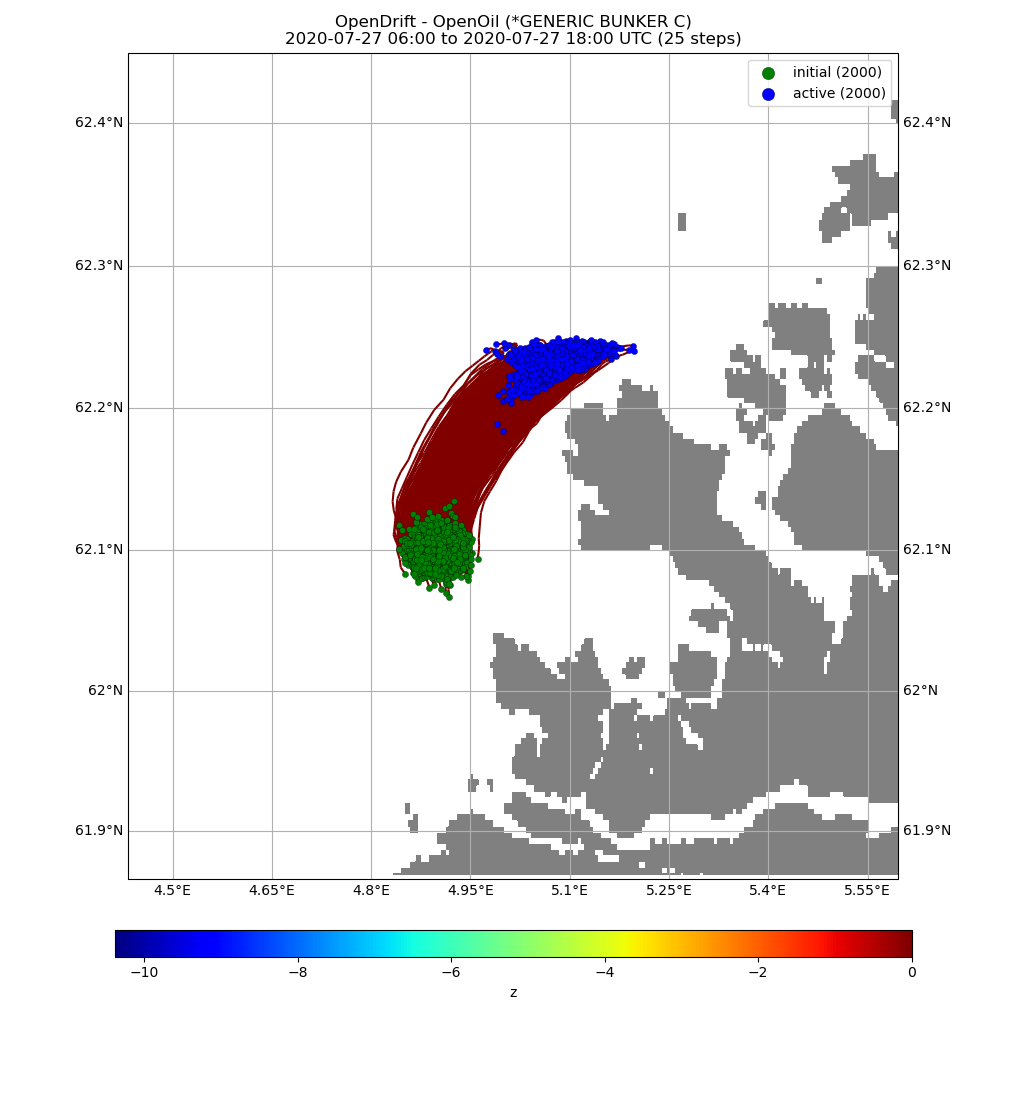 OpenDrift - OpenOil (*GENERIC BUNKER C)
2020-07-27 06:00 to 2020-07-27 18:00 UTC (25 steps)
initial (2000)
active (2000)
62.4°N 62.4°N
62.3°N 62.3°N
62.2°N 62.2°N
62.1°N 62.1°N
62°N 62°N
61.9°N 61.9°N
4.5°E 4.65°E 4.8°E 4.95°E 5.1°E 5.25°E 5.4°E 5.55°E
−10 −8 −6 −4 −2 0
z